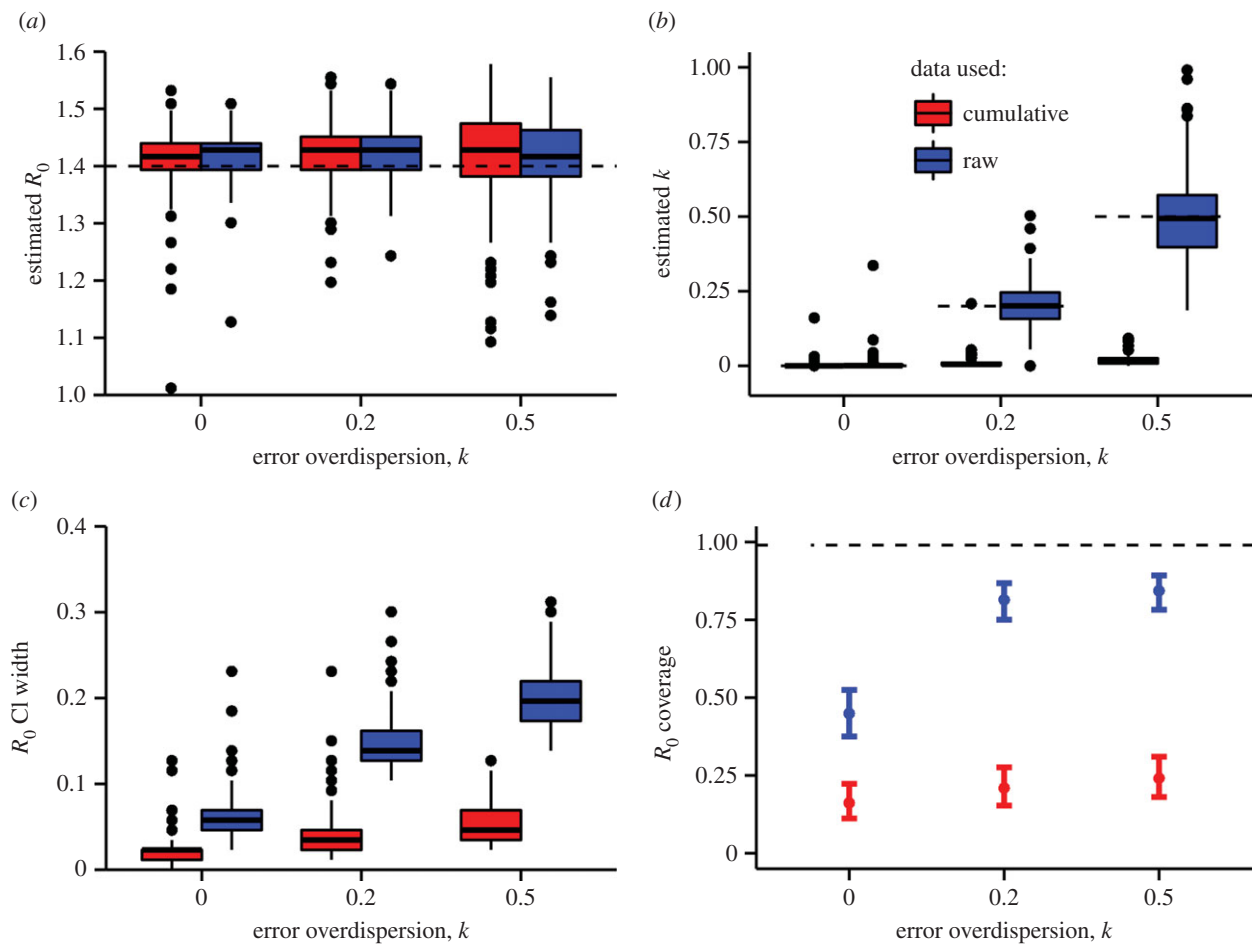 (a)
1.6
1.5
1.4
1.3
1.2
1.1
1.0
estimated R0
0
0.2
0.5
error overdispersion, k
(b)
data used:
cumulative
raw
1.00
0.75
0.50
0.25
0
estimated k
0
0.2
0.5
error overdispersion, k
(c)
0.4
0.3
0.2
0.1
0
R0 CI width
0
0.2
0.5
error overdispersion, k
(d)
1.00
0.75
0.50
0.25
0
R0 coverage
0
0.2
0.5
error overdispersion, k